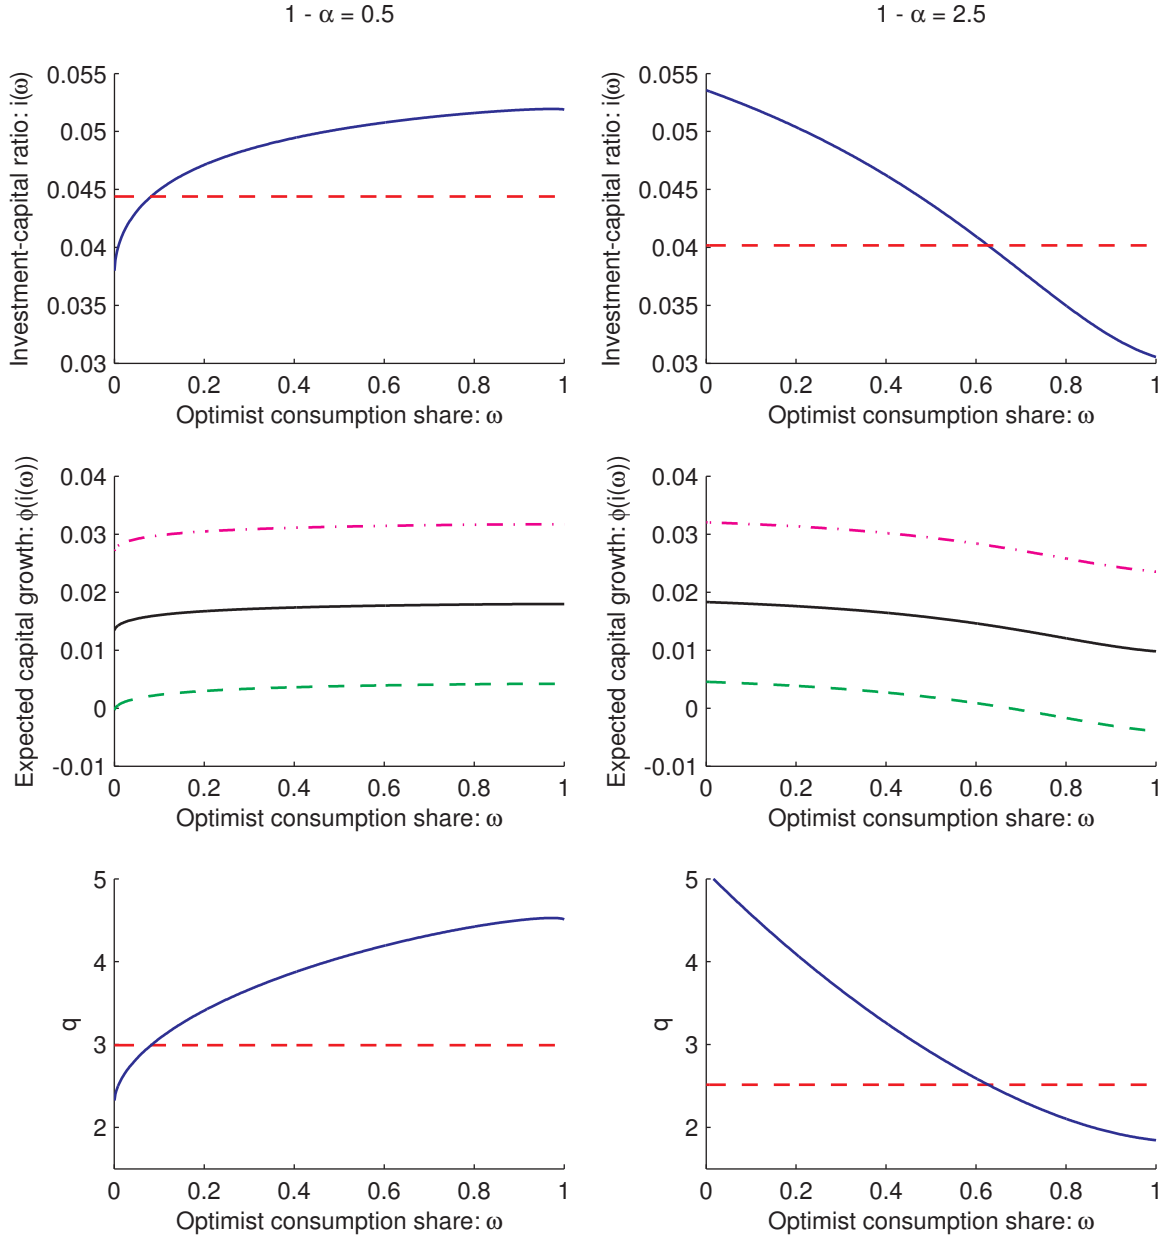 1 - α = 0.5
1 - α = 2.5
Investment-capital ratio: i(ω)
0.055
0.05
0.045
0.04
0.035
0.03
0 0.2 0.4 0.6 0.8 1
Optimist consumption share: ω
Investment-capital ratio: i(ω)
0.055
0.05
0.045
0.04
0.035
0.03
0 0.2 0.4 0.6 0.8 1
Optimist consumption share: ω
Expected capital growth: ϕ(i(ω))
0.04
0.03
0.02
0.01
0
-0.01
0 0.2 0.4 0.6 0.8 1
Optimist consumption share: ω
Expected capital growth: ϕ(i(ω))
0.04
0.03
0.02
0.01
0
-0.01
0 0.2 0.4 0.6 0.8 1
Optimist consumption share: ω
q
5
4
3
2
0 0.2 0.4 0.6 0.8 1
Optimist consumption share: ω
q
5
4
3
2
0 0.2 0.4 0.6 0.8 1
Optimist consumption share: ω